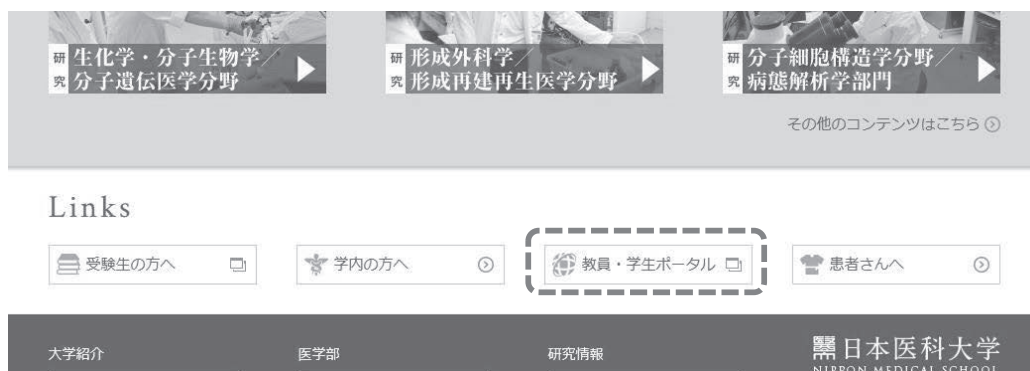 研究
生化学・分子生物学／
分子遺伝医学分野
研究
形成外科学／
形成再建再生医学分野
研究
分子細胞構造学分野／
病態解析学部門
その他のコンテンツはこちら
Links
受験生の方へ
学内の方へ
教員・学生ポータル
患者さんへ
大学紹介
医学部
研究情報
日本医科大学
NIPPON MEDICAL SCHOOL